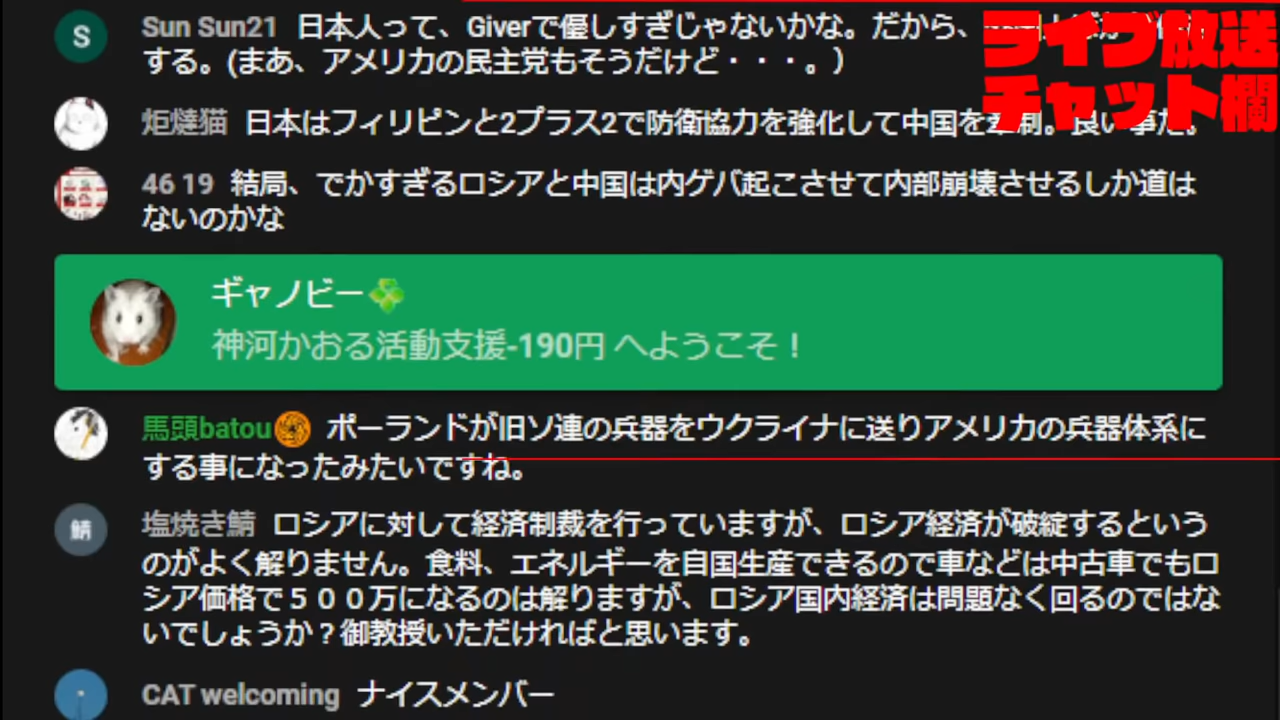 S
Sun Sun21 日本人って、Giverで優しすぎじゃないかな。だから、
する。(まあ、アメリカの民主党もそうだけど・・・。)
ライブ放送
チャット欄
炬燵猫 日本はフィリピンと2プラス2で防衛協力を強化して中国を牽制。良い事だ。
46 19 結局、でかすぎるロシアと中国は内ゲバ起こさせて内部崩壊させるしか道は
ないのかな
ギャノビー🍀
神河かおる活動支援-190円 へようこそ！
馬頭batou ポーランドが旧ソ連の兵器をウクライナに送りアメリカの兵器体系に
する事になったみたいですね。
鯖
塩焼き鯖 ロシアに対して経済制裁を行っていますが、ロシア経済が破綻するという
のがよく解りません。食料、エネルギーを自国生産できるので車などは中古車でもロ
シア価格で５００万になるのは解りますが、ロシア国内経済は問題なく回るのではな
いでしょうか？御教授いただければと思います。
CAT welcoming ナイスメンバー